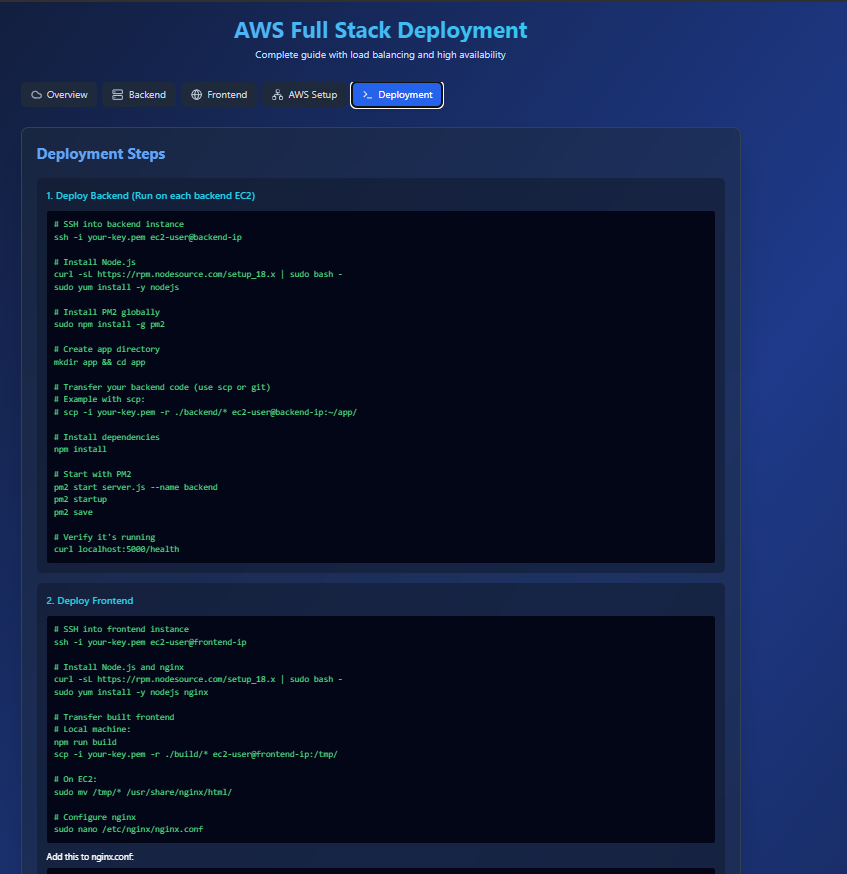 AWS Full Stack Deployment
Complete guide with load balancing and high availability
Overview
Backend
Frontend
AWS Setup
Deployment
Deployment Steps
1. Deploy Backend (Run on each backend EC2)
# SSH into backend instance
ssh -i your-key.pem ec2-user@backend-ip
# Install Node.js
curl -sL https://rpm.nodesource.com/setup_18.x | sudo bash -
sudo yum install -y nodejs
# Install PM2 globally
sudo npm install -g pm2
# Create app directory
mkdir app && cd app
# Transfer your backend code (use scp or git)
# Example with scp:
# scp -i your-key.pem -r ./backend/* ec2-user@backend-ip:~/app/
# Install dependencies
npm install
# Start with PM2
pm2 start server.js --name backend
pm2 startup
pm2 save
# Verify it's running
curl localhost:5000/health
2. Deploy Frontend
# SSH into frontend instance
ssh -i your-key.pem ec2-user@frontend-ip
# Install Node.js and nginx
curl -sL https://rpm.nodesource.com/setup_18.x | sudo bash -
sudo yum install -y nodejs nginx
# Transfer built frontend
# Local machine:
npm run build
scp -i your-key.pem -r ./build/* ec2-user@frontend-ip:/tmp/
# On EC2:
sudo mv /tmp/* /usr/share/nginx/html/
# Configure nginx
sudo nano /etc/nginx/nginx.conf
Add this to nginx.conf: